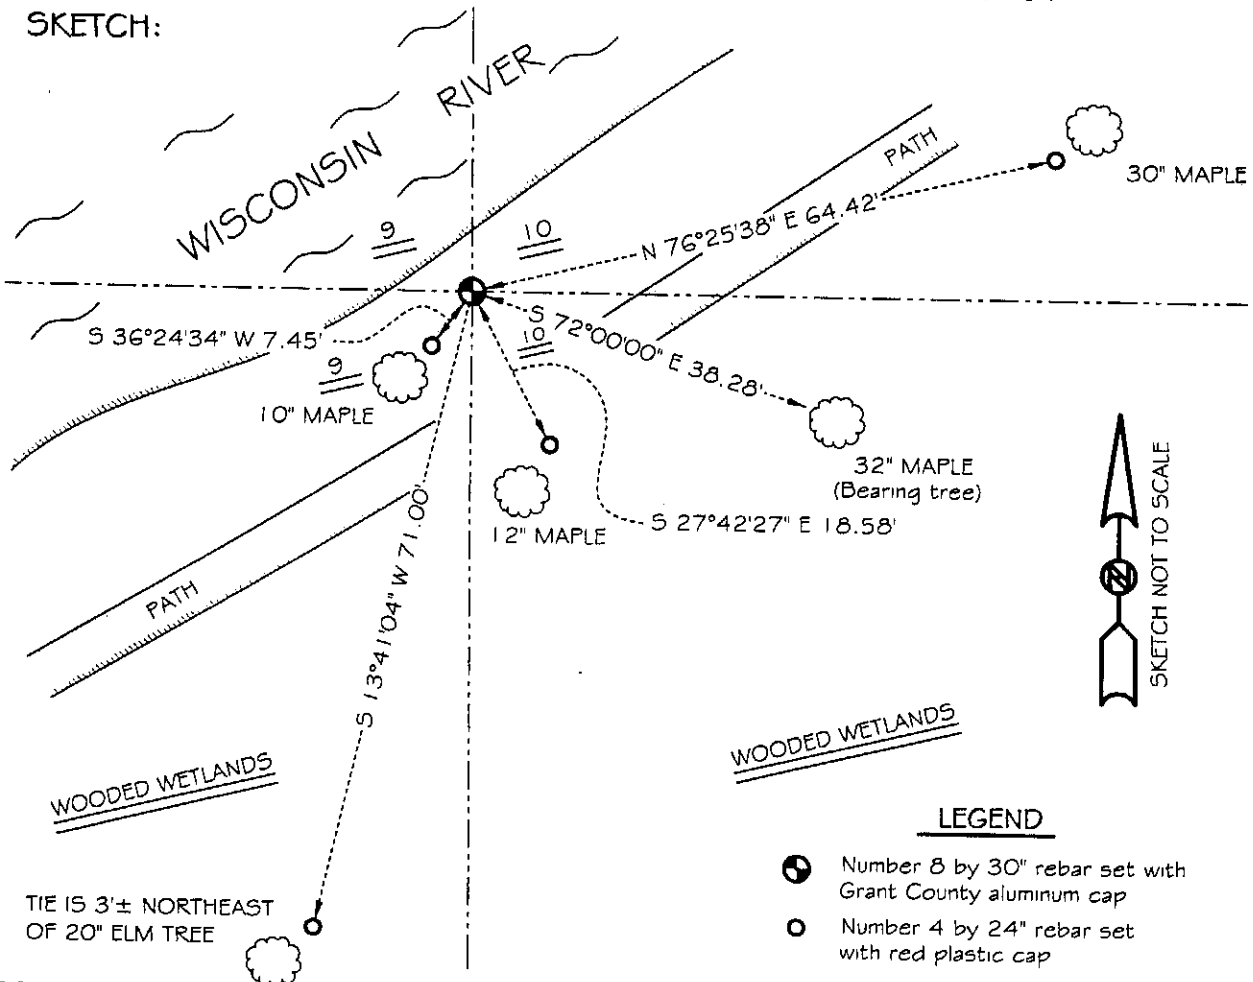 SKETCH:
WISCONSIN RIVER
PATH
30" MAPLE
9
10
N 76°25'38" E 64.42'
S 36°24'34" W 7.45'
S 72°00'00" E 38.28'
10
9
10" MAPLE
32" MAPLE
(Bearing tree)
12" MAPLE
S 27°42'27" E 18.58'
SKETCH NOT TO SCALE
N
PATH
S 13°41'04" W 71.00'
WOODED WETLANDS
WOODED WETLANDS
LEGEND
Number 8 by 30" rebar set with
Grant County aluminum cap
Number 4 by 24" rebar set
with red plastic cap
TIE IS 3'± NORTHEAST
OF 20" ELM TREE